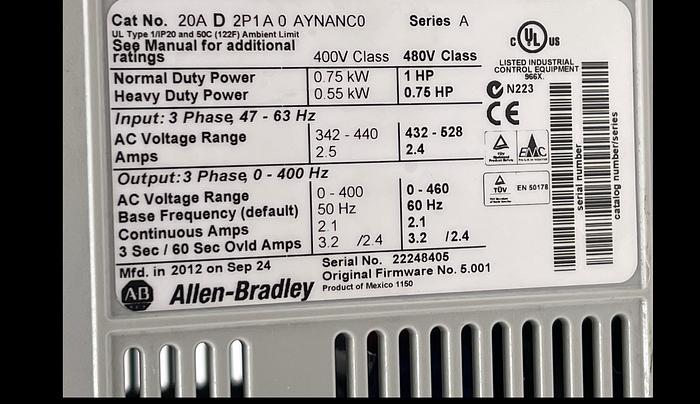 Cat No. 20A D 2P1 A 0 AYNANC0 Series A
UL Type 1/IP20 and 50C (122F) Ambient Limit
See Manual for additional
ratings 400V Class 480V Class
Normal Duty Power 0.75 kW 1 HP
Heavy Duty Power 0.55 kW 0.75 HP
Input: 3 Phase, 47 - 63 Hz
AC Voltage Range 342 - 440 432 - 528
Amps 2.5 2.4
Output: 3 Phase, 0 - 400 Hz
AC Voltage Range 0 - 400 0 - 460
Base Frequency (default) 50 Hz 60 Hz
Continuous Amps 2.1 2.1
3 Sec / 60 Sec Ovld Amps 3.2 /2.4 3.2 /2.4
Mfd. in 2012 on Sep 24 Serial No. 22248405
Original Firmware No. 5.001
AB Allen-Bradley Product of Mexico 1150
c UL us
LISTED INDUSTRIAL
CONTROL EQUIPMENT
966X
N223
CE
TÜV EMC
TÜV EN 50178
serial number
catalog number/series